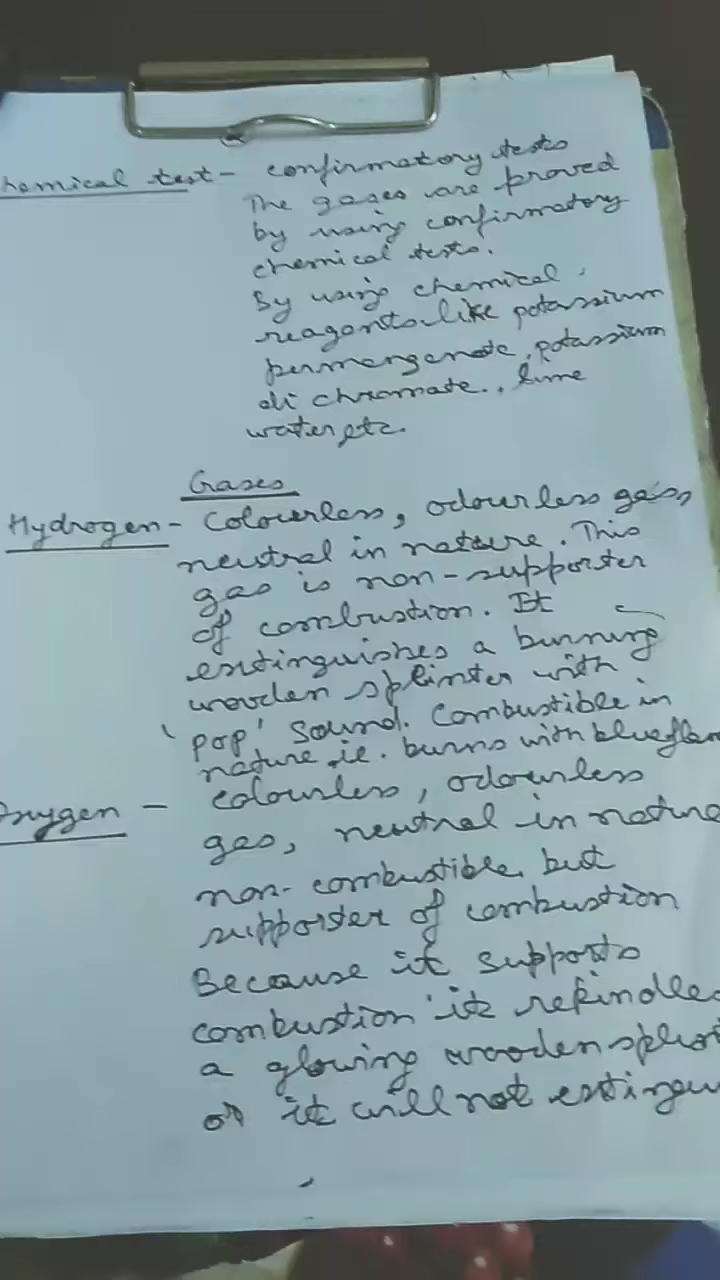 hemical test - confirmatory tests
The gases are proved
by using confirmatory
chemical tests.
By using chemical
reagents like potassium
permanganate, potassium
di chromate., lime
water etc.
Gases
Hydrogen - Colourless, odourless gas,
neutral in nature. This
gas is non-supporter
of combustion. It
extinguishes a burning
wooden splinter with
'pop' sound. Combustible in
nature ie. burns with blue flam
Oxygen - colourless, odourless
gas, neutral in nature
non-combustible but
supporter of combustion
Because it supports
combustion it rekindles
a glowing wooden splint
or it will not extingu